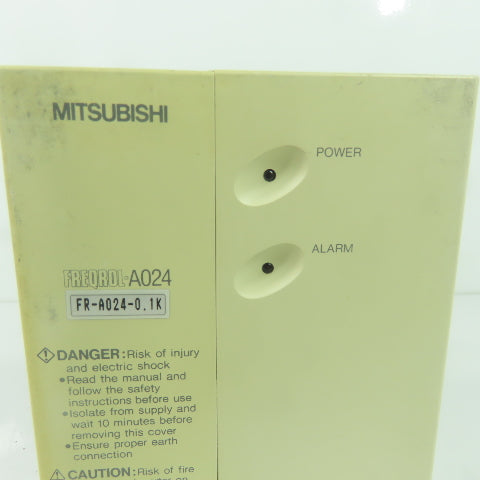 MITSUBISHI
POWER
ALARM
FREQROL-A024
FR-A024-0.1K
DANGER: Risk of injury
and electric shock
•Read the manual and
follow the safety
instructions before use
•Isolate from supply and
wait 10 minutes before
removing this cover
•Ensure proper earth
connection
CAUTION: Risk of fire